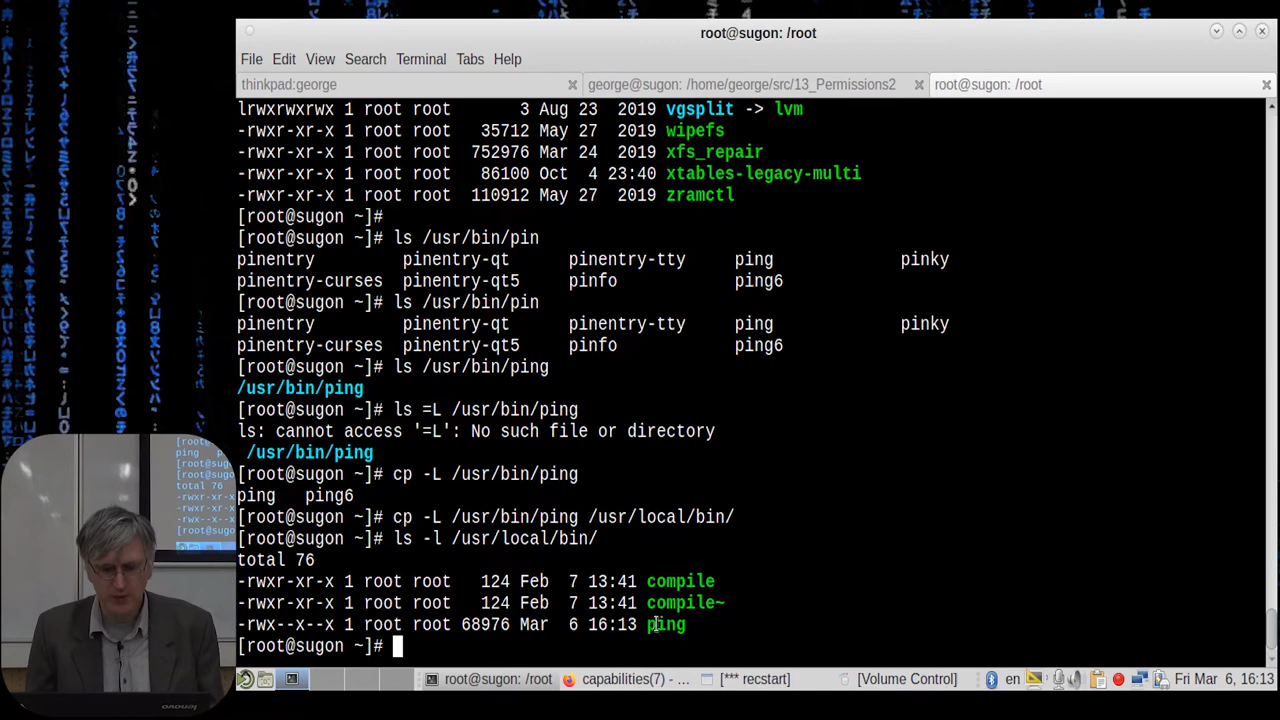 root@sugon: /root
File Edit View Search Terminal Tabs Help
thinkpad:george
george@sugon: /home/george/src/13_Permissions2
root@sugon: /root
lrwxrwxrwx 1 root root 3 Aug 23 2019 vgsplit -> lvm
-rwxr-xr-x 1 root root 35712 May 27 2019 wipefs
-rwxr-xr-x 1 root root 752976 Mar 24 2019 xfs_repair
-rwxr-xr-x 1 root root 86100 Oct 4 23:40 xtables-legacy-multi
-rwxr-xr-x 1 root root 110912 May 27 2019 zramctl
[root@sugon ~]#
[root@sugon ~]# ls /usr/bin/pin
pinentry pinentry-qt pinentry-tty ping pinky
pinentry-curses pinentry-qt5 pinfo ping6
[root@sugon ~]# ls /usr/bin/pin
pinentry pinentry-qt pinentry-tty ping pinky
pinentry-curses pinentry-qt5 pinfo ping6
[root@sugon ~]# ls /usr/bin/ping
/usr/bin/ping
[root@sugon ~]# ls =L /usr/bin/ping
ls: cannot access '=L': No such file or directory
/usr/bin/ping
[root@sugon ~]# cp -L /usr/bin/ping
ping ping6
[root@sugon ~]# cp -L /usr/bin/ping /usr/local/bin/
[root@sugon ~]# ls -l /usr/local/bin/
total 76
-rwxr-xr-x 1 root root 124 Feb 7 13:41 compile
-rwxr-xr-x 1 root root 124 Feb 7 13:41 compile~
-rwx--x--x 1 root root 68976 Mar 6 16:13 ping
[root@sugon ~]#
root@sugon: /root
capabilities(7) - ...
[*** recstart]
[Volume Control]
en
Fri Mar 6, 16:13